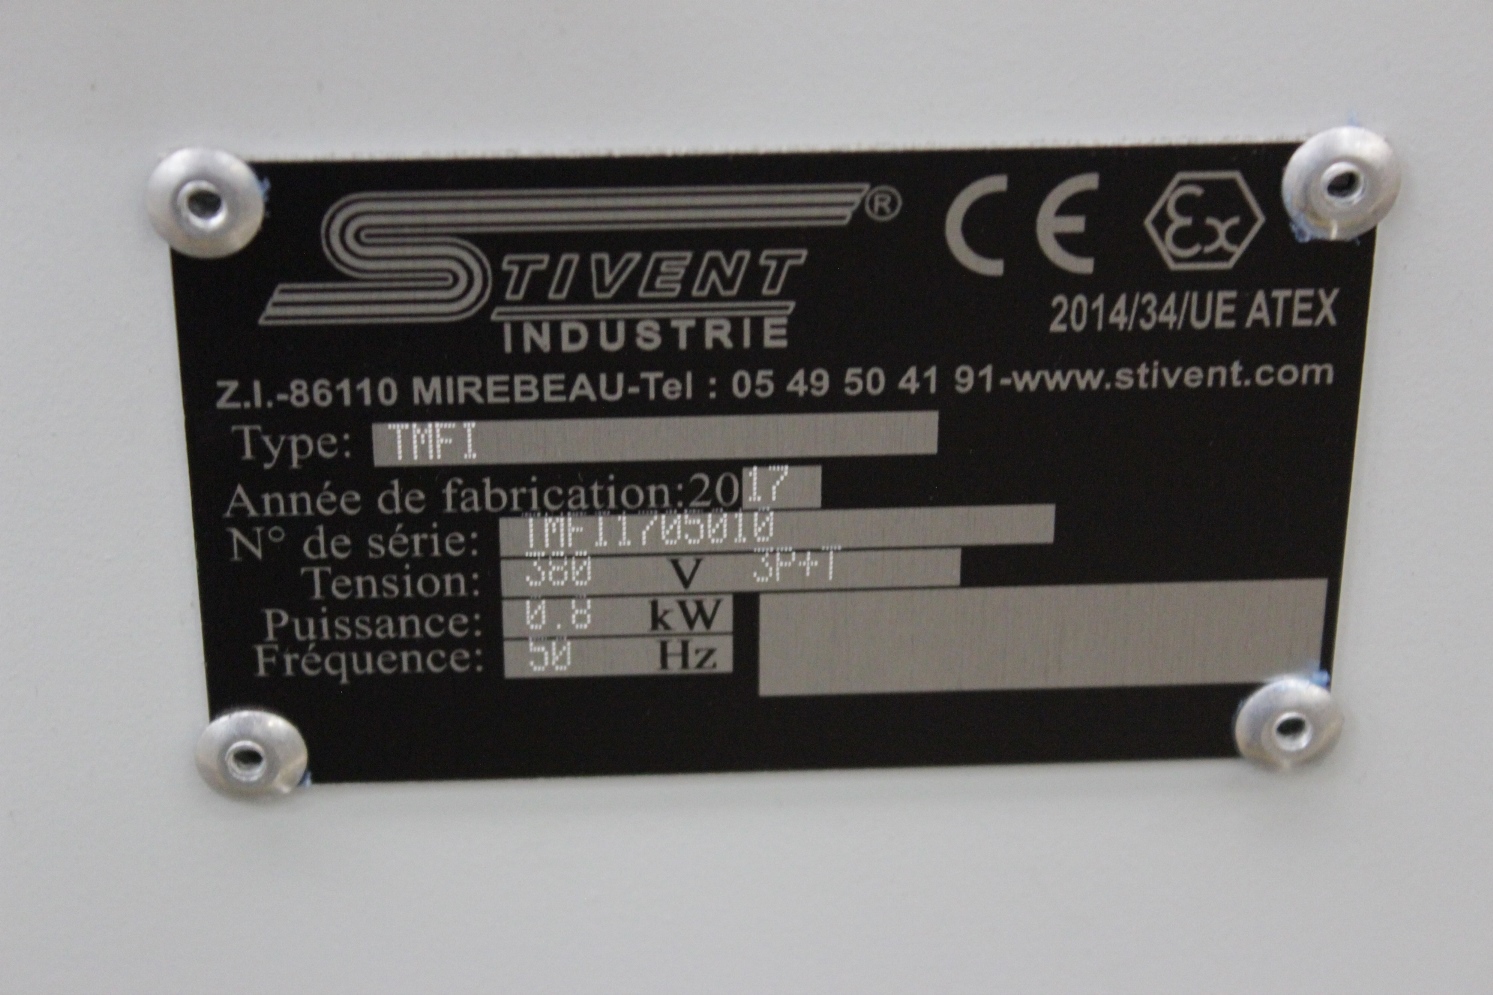 STIVENT®
INDUSTRIE
CE Ex
2014/34/UE ATEX
Z.I.-86110 MIREBEAU-Tel : 05 49 50 41 91-www.stivent.com
Type: TMFI
Année de fabrication:2017
N° de série: TMFI1705010
Tension: 380 V 3P+T
Puissance: 0.8 kW
Fréquence: 50 Hz